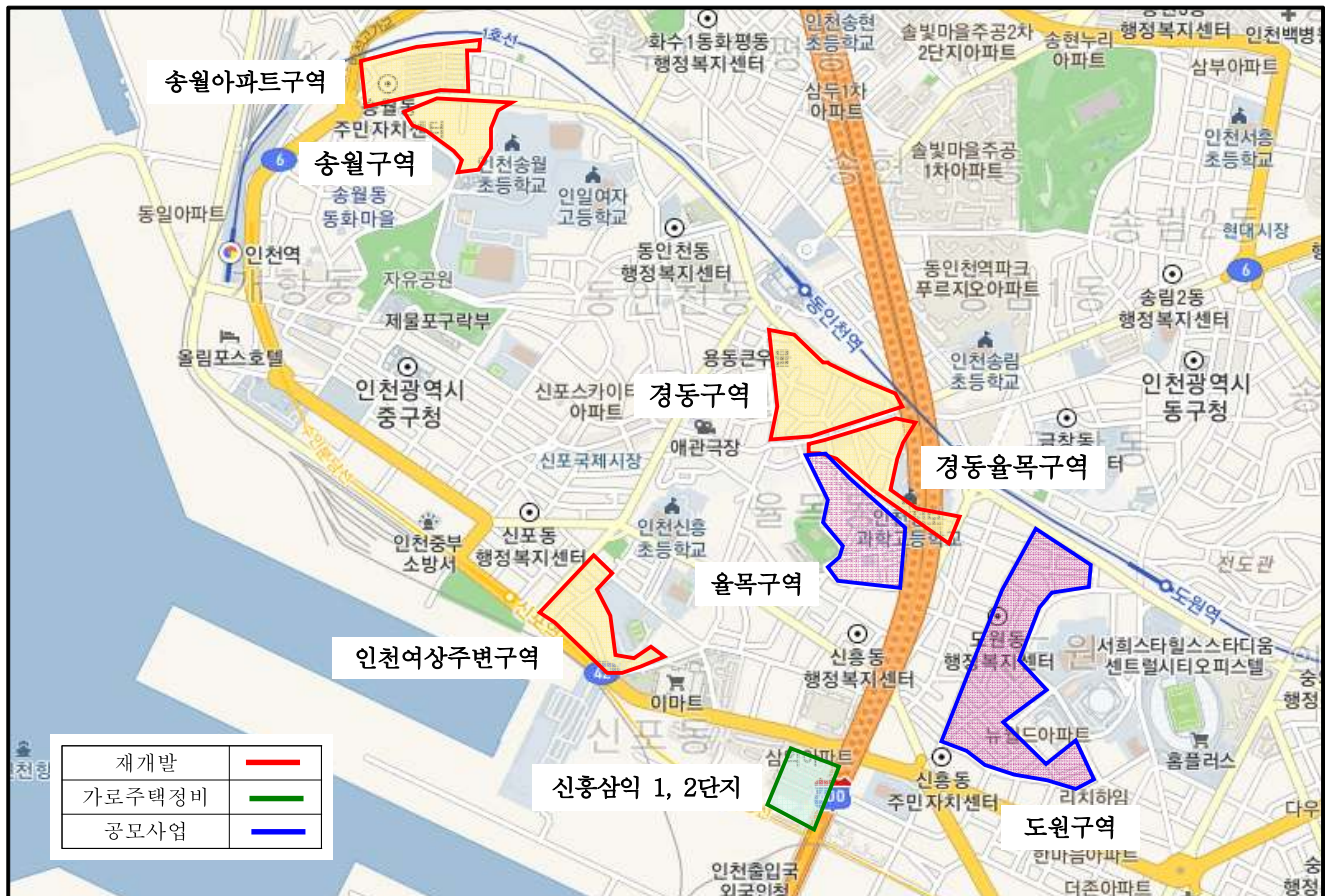 화수1동화평동
행정복지센터
인천송현
초등학교
솔빛마을주공2차
2단지아파트
송현누리
아파트
행정복지센터
인천백병원
삼부아파트
1호선
송월아파트구역
주민자치센터
삼두1차
아파트
송월구역
6
인천송월
초등학교
인일여자
고등학교
솔빛마을주공
1차아파트
인천서흥
초등학교
송월동
동화마을
동일아파트
송림2동
현대시장
인천역
동인천동
행정복지센터
개항동
자유공원
동인천동
동인천역파크
푸르지오아파트
6
송림2동
행정복지센터
제물포구락부
동인천역
올림포스호텔
용동큰우
인천송림
초등학교
인천광역시
중구청
신포스카이타
아파트
경동구역
인천광역시
동구청
애관극장
금창동
신포국제시장
경동율목구역
인천중부
소방서
신포동
행정복지센터
인천신흥
초등학교
과학고등학교
율목구역
전도관
도원역
인천여상주변구역
신흥동
행정복지센터
도원동
행정복지센터
서희스타힐스스타디움
센트럴시티오피스텔
42
이마트
신포동
뉴월드아파트
홈플러스
삼익아파트
신흥삼익 1, 2단지
신흥동
주민자치센터
리치하임
도원구역
한마음아파트
더존아파트
인천출입국
외국인청
재개발
가로주택정비
공모사업